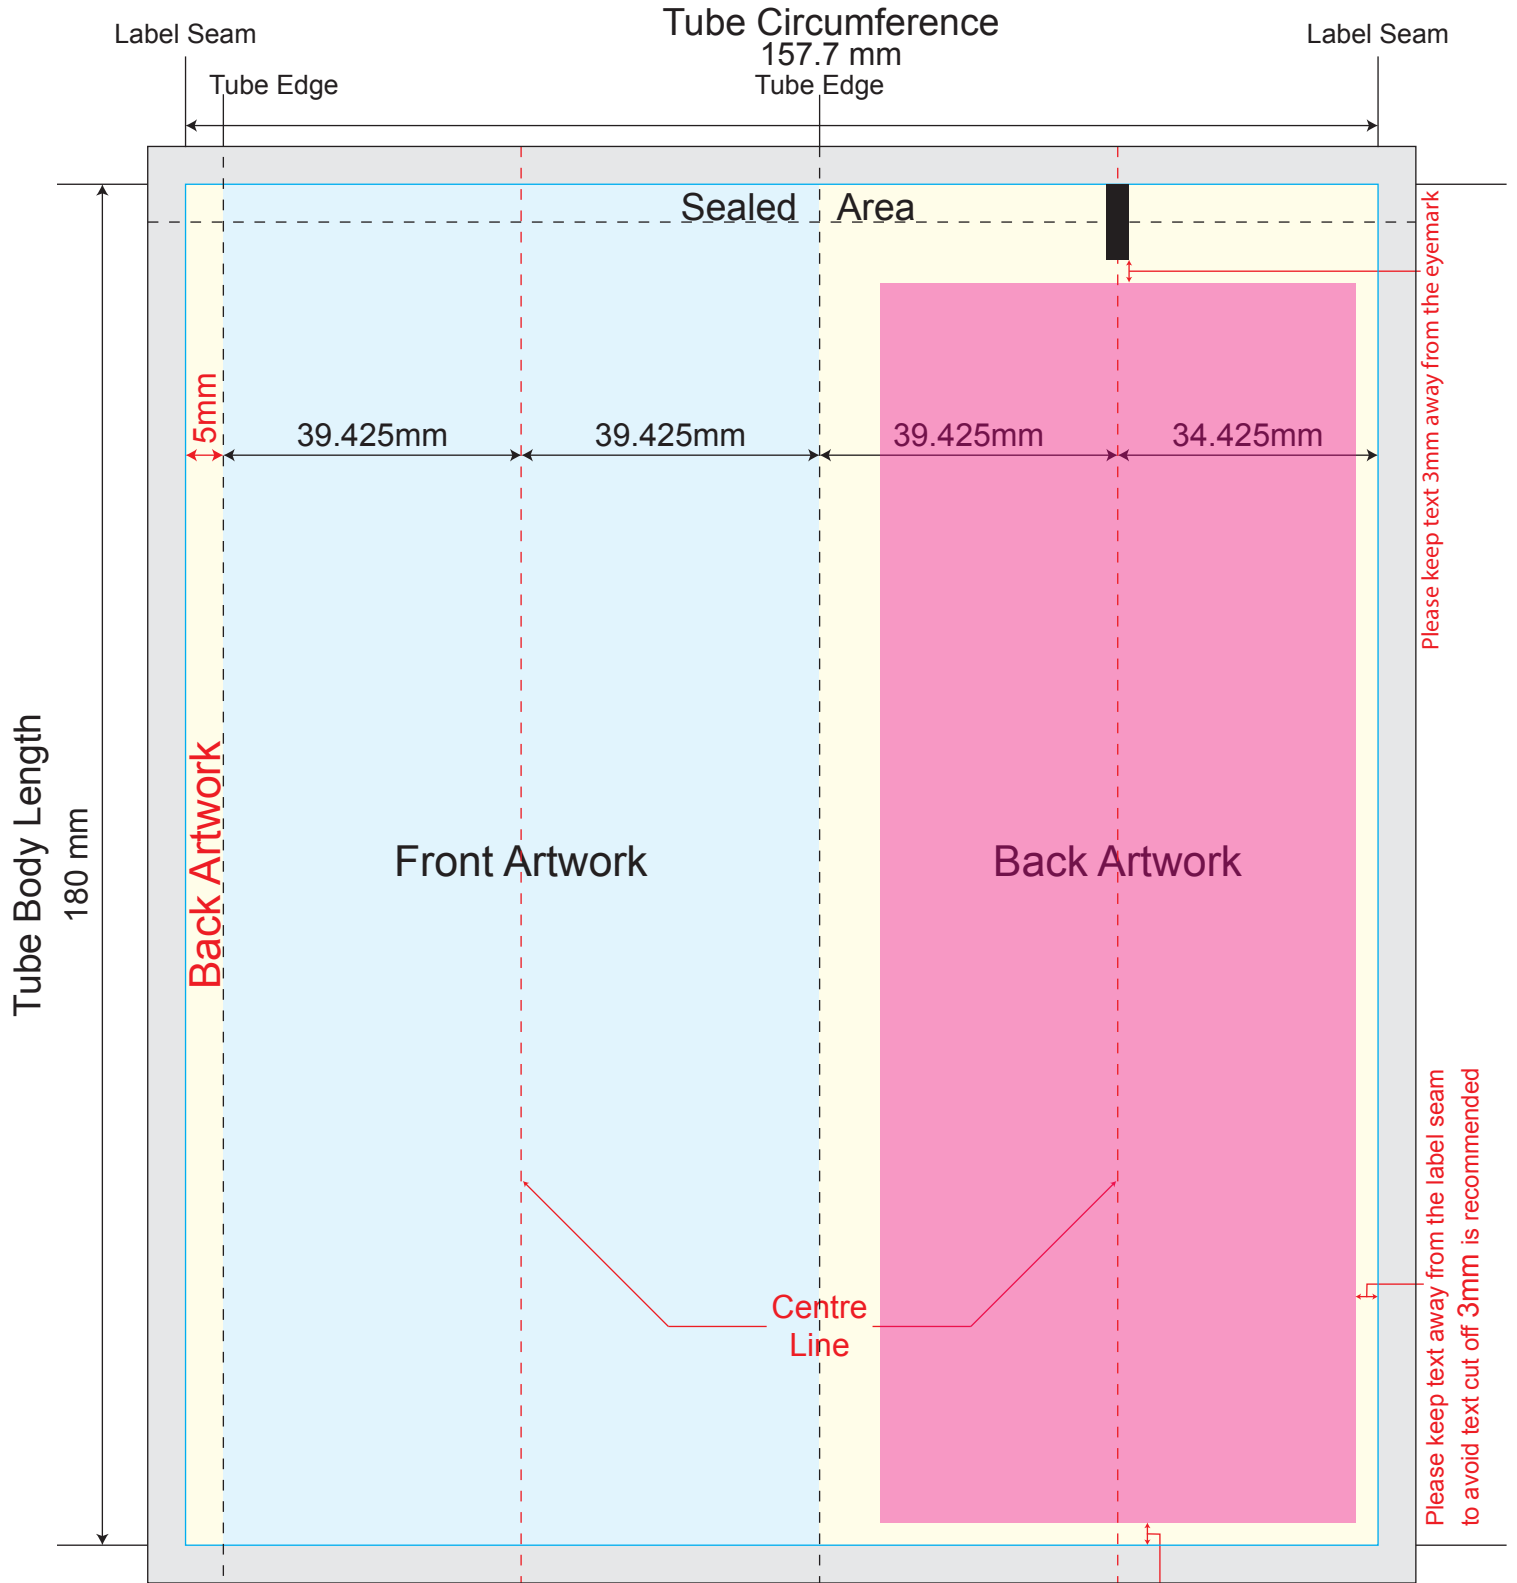 Tube Circumference
157.7 mm
Label Seam
Label Seam
Tube Edge
Tube Edge
Sealed Area
Please keep text 3mm away from the eyemark
5mm
39.425mm
39.425mm
39.425mm
34.425mm
Tube Body Length
180 mm
Back Artwork
Front Artwork
Back Artwork
Centre
Line
Please keep text away from the label seam
to avoid text cut off 3mm is recommended